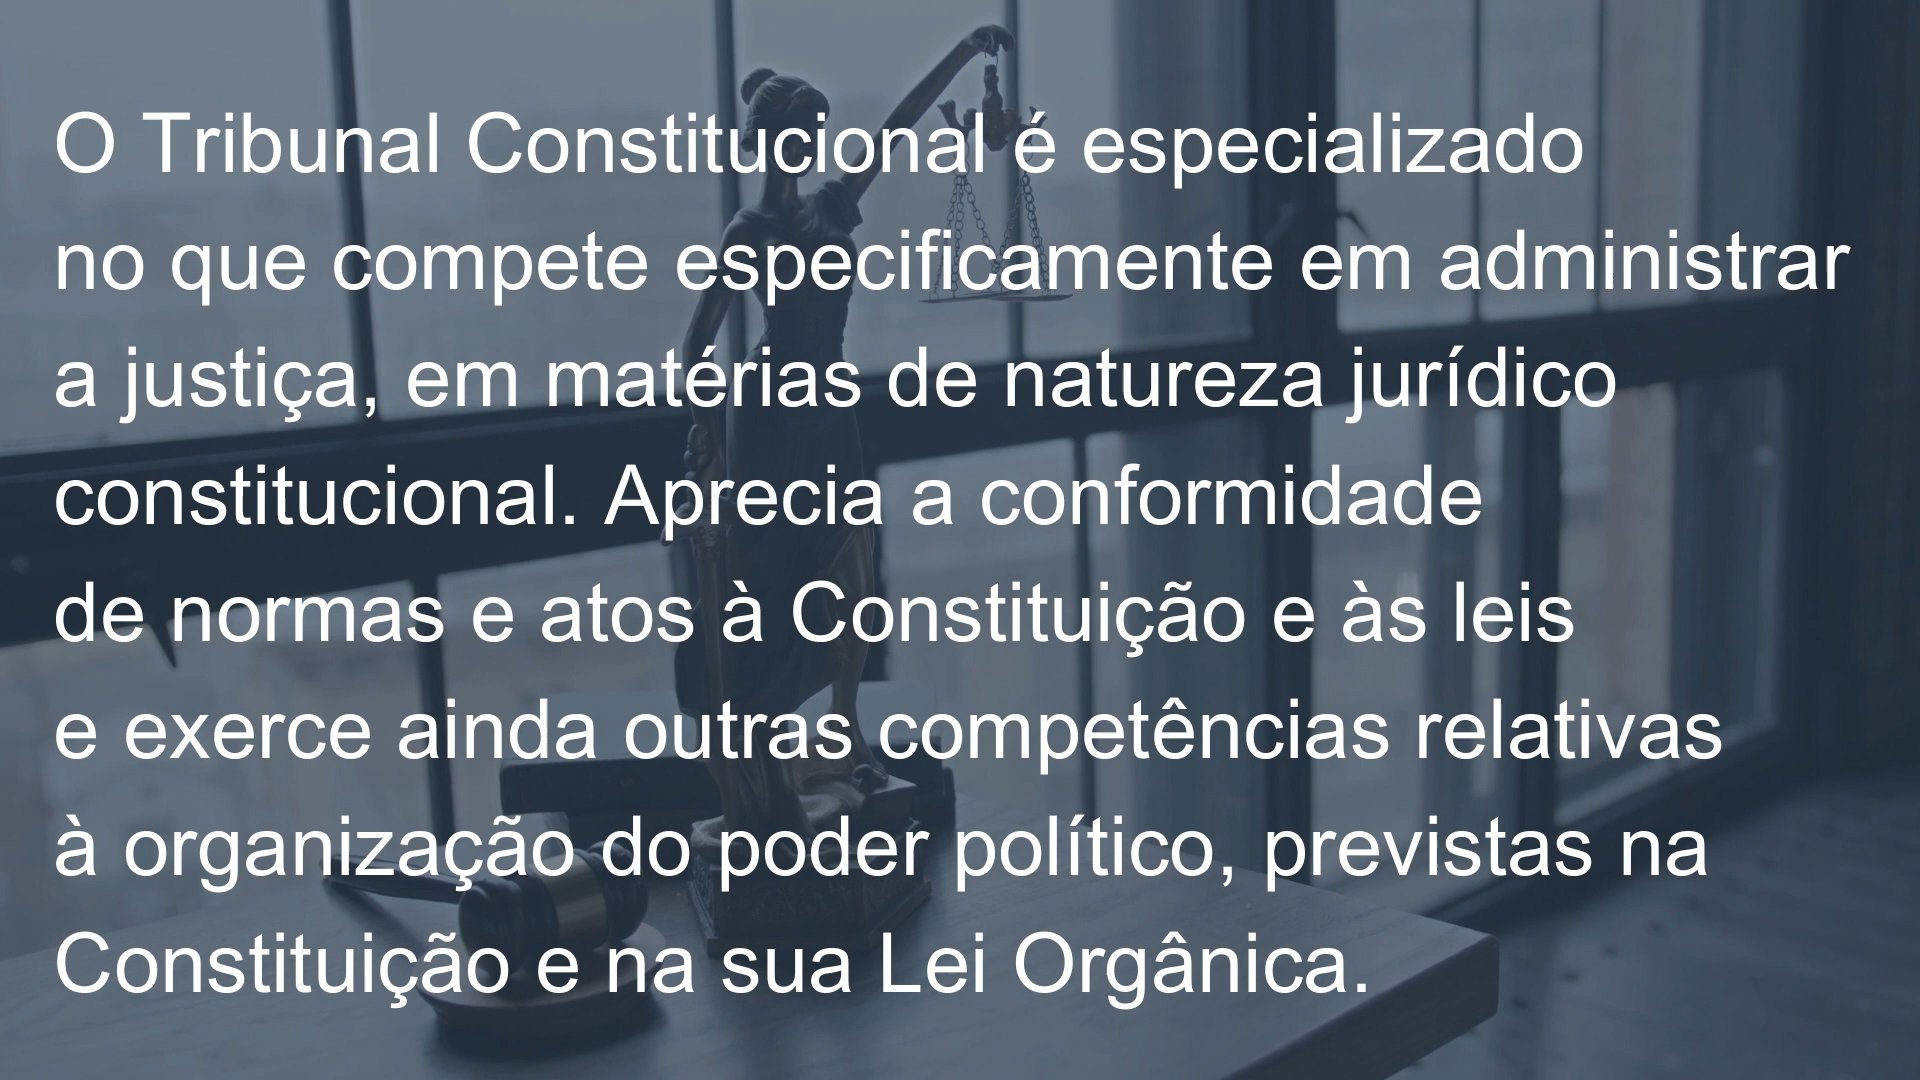 O Tribunal Constitucional é especializado
no que compete especificamente em administrar
a justiça, em matérias de natureza jurídico
constitucional. Aprecia a conformidade
de normas e atos à Constituição e às leis
e exerce ainda outras competências relativas
à organização do poder político, previstas na
Constituição e na sua Lei Orgânica.